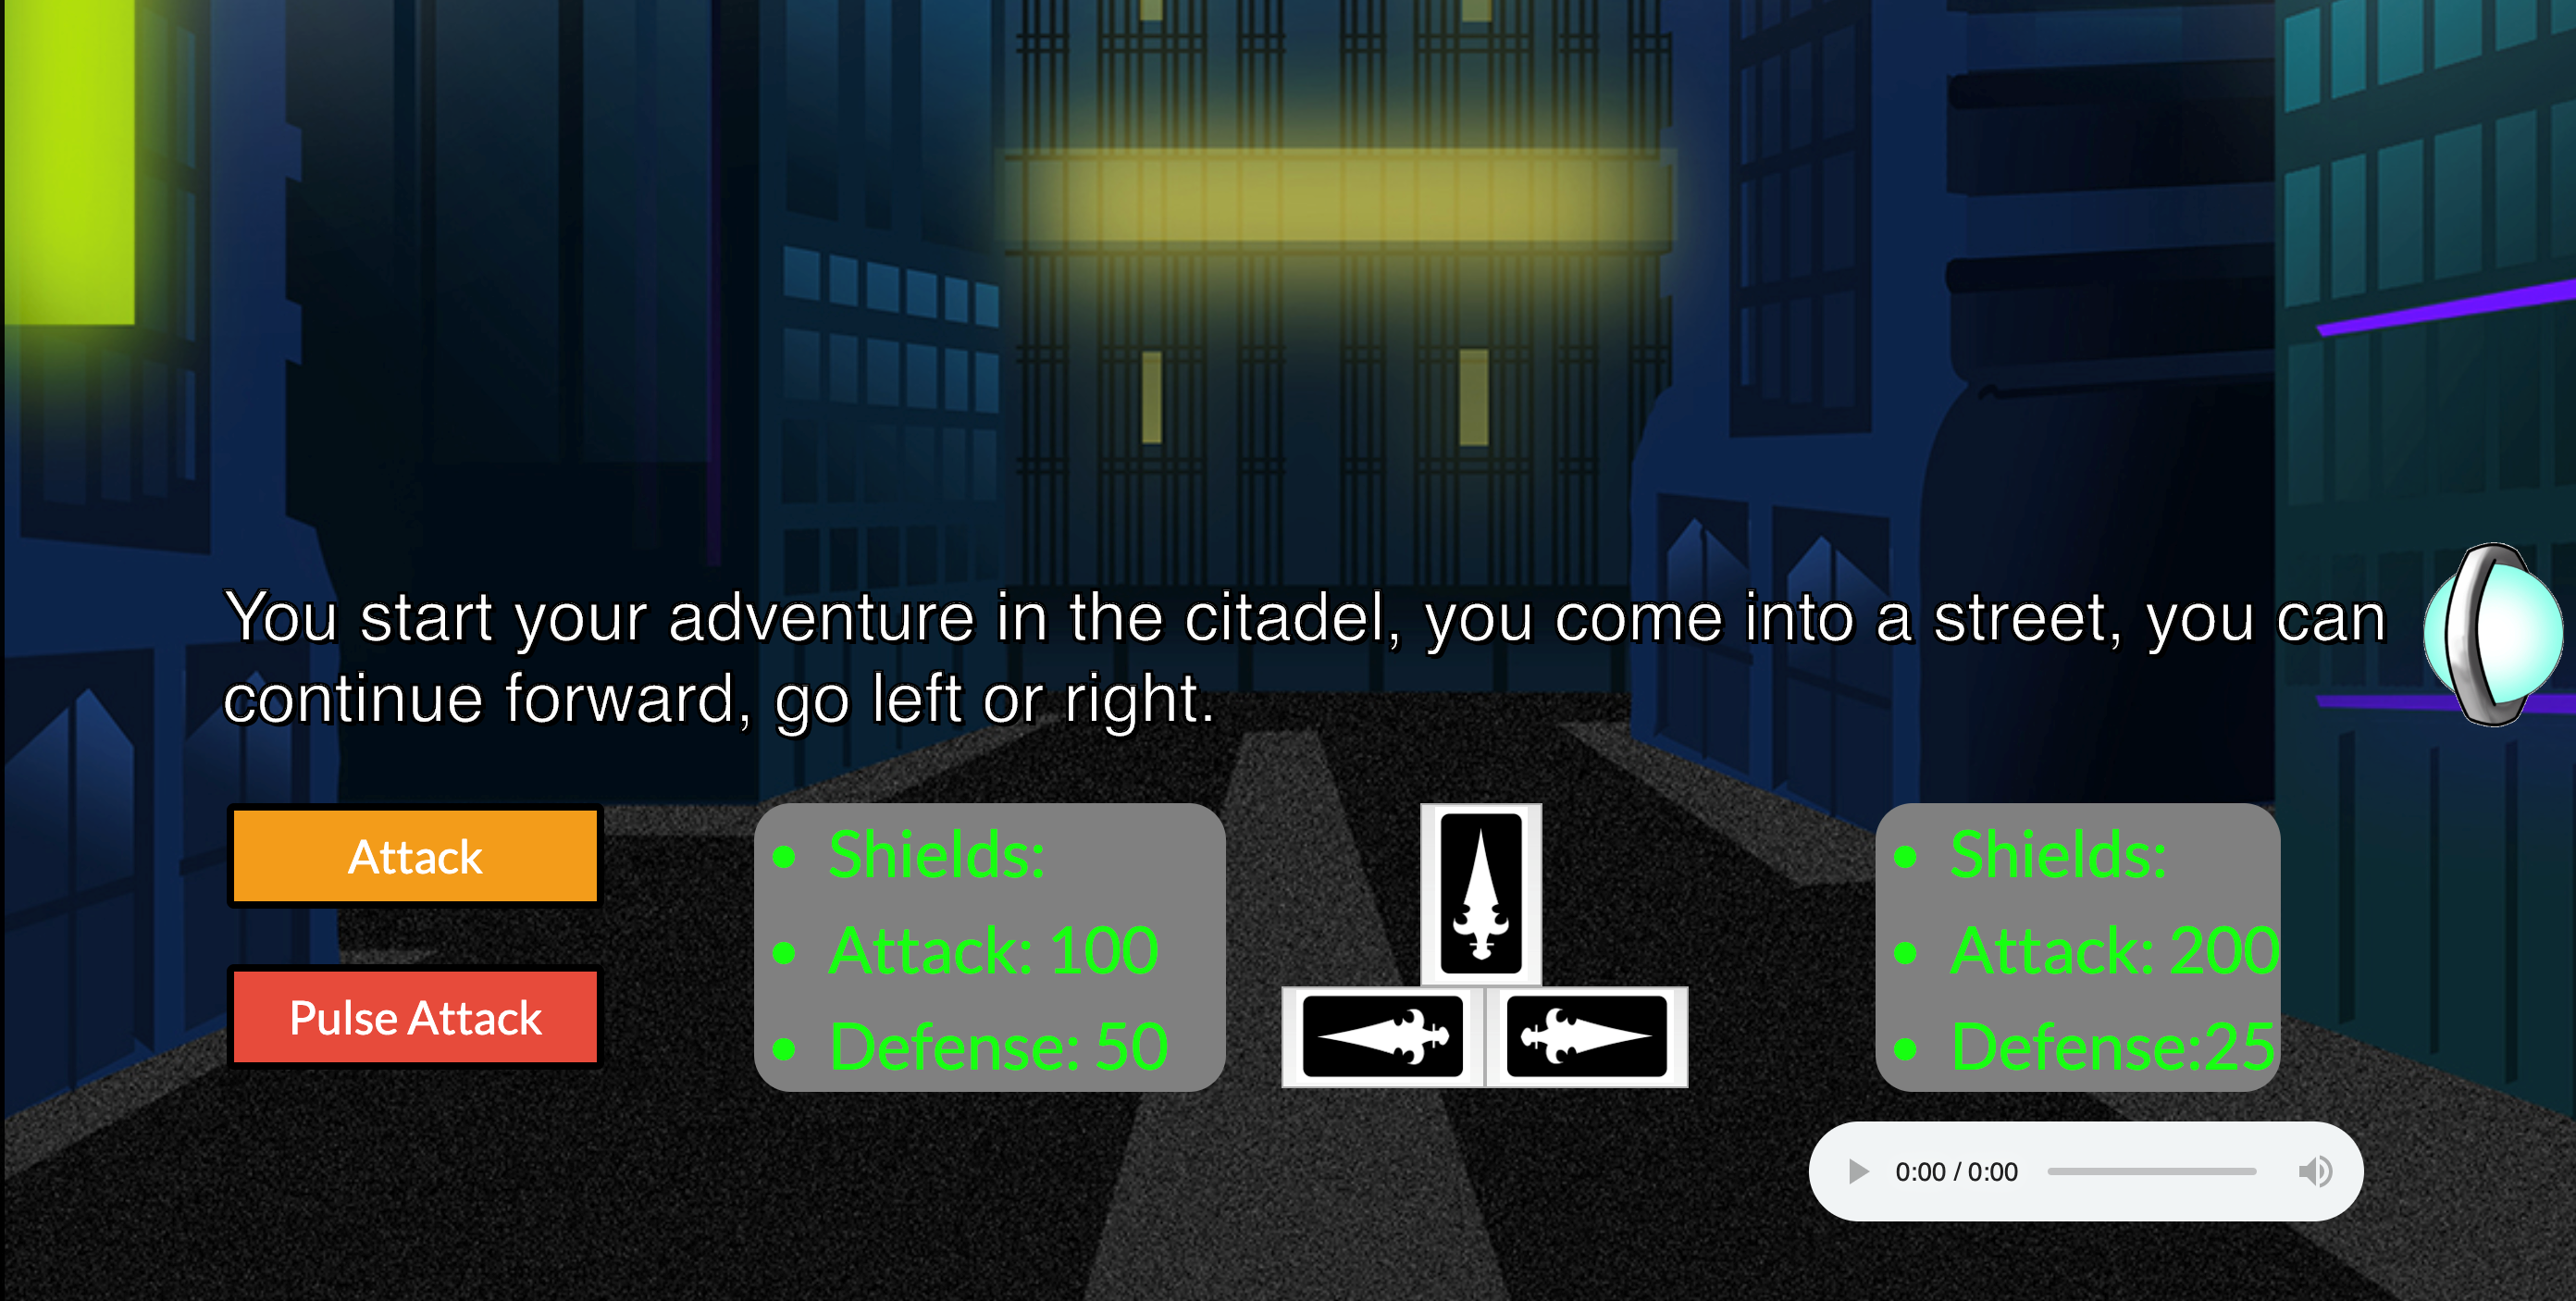 You start your adventure in the citadel, you come into a street, you can
continue forward, go left or right.
Attack
Pulse Attack
Shields:
Attack: 100
Defense: 50
Shields:
Attack: 200
Defense:25
0:00 / 0:00